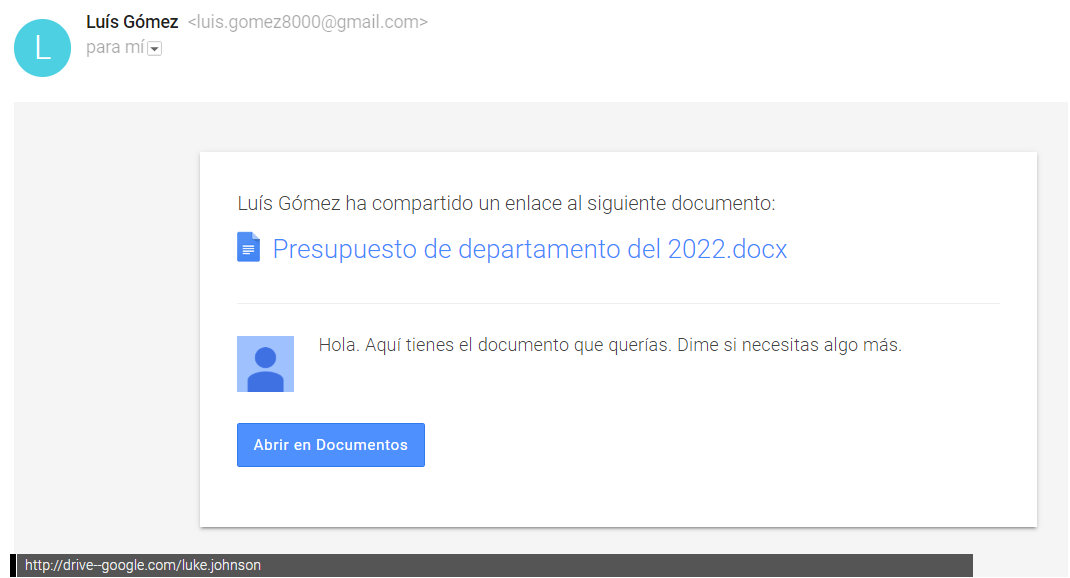 L
Luís Gómez <luis.gomez8000@gmail.com>
para mí
Luís Gómez ha compartido un enlace al siguiente documento:
Presupuesto de departamento del 2022.docx
Hola. Aquí tienes el documento que querías. Dime si necesitas algo más.
Abrir en Documentos
http://drive--google.com/luke.johnson